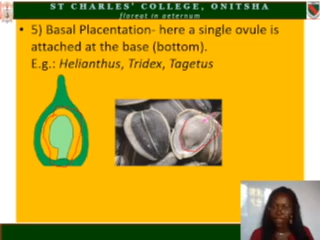 ST CHARLES' COLLEGE, ONITSHA
floreat in aeternum
• 5) Basal Placentation- here a single ovule is
attached at the base (bottom).
E.g.: Helianthus, Tridex, Tagetus